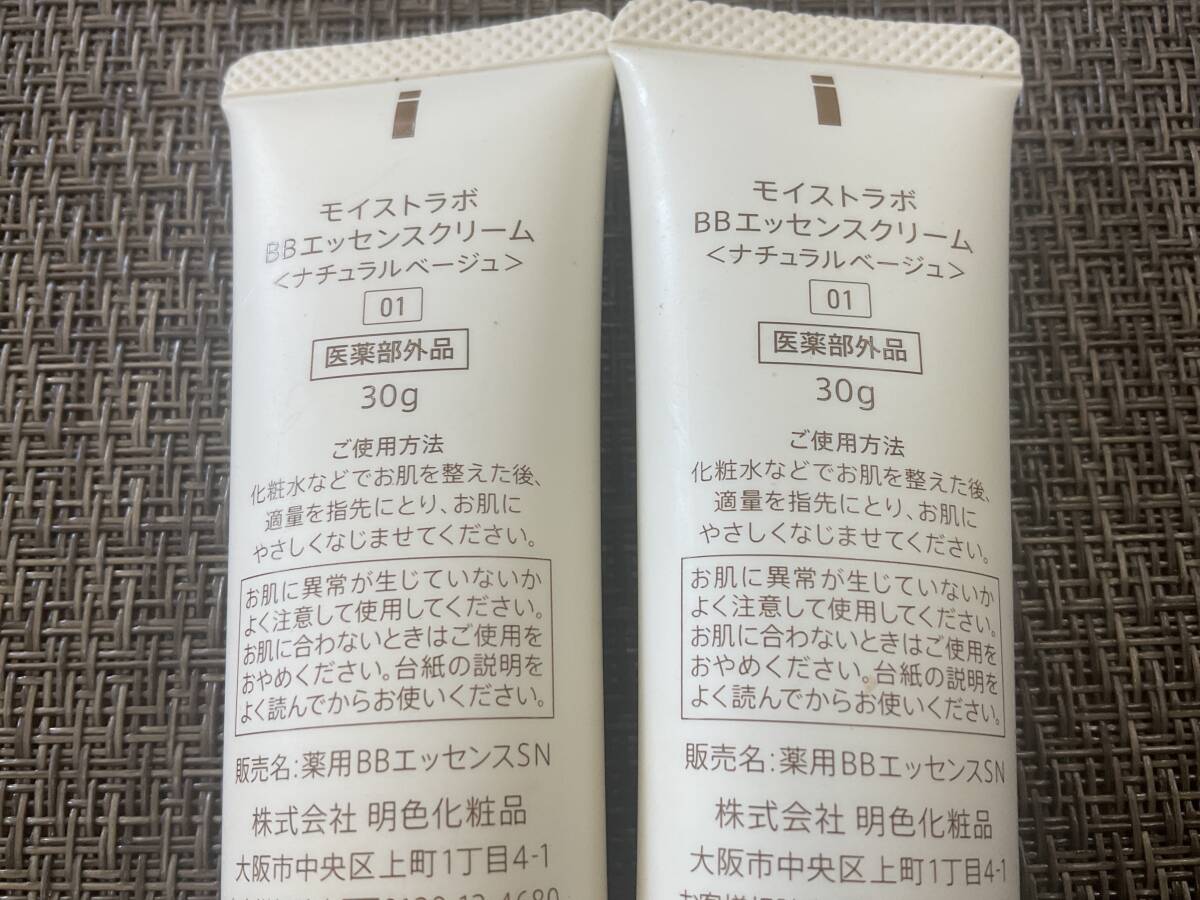 モイストラボ
BBエッセンスクリーム
<ナチュラルベージュ>
01
医薬部外品
30g
ご使用方法
化粧水などでお肌を整えた後、
適量を指先にとり、お肌に
やさしくなじませてください。
お肌に異常が生じていないか
よく注意して使用してください。
お肌に合わないときはご使用を
おやめください。台紙の説明を
よく読んでからお使いください。
販売名:薬用BBエッセンスSN
株式会社 明色化粧品
大阪市中央区上町1丁目4-1
モイストラボ
BBエッセンスクリーム
<ナチュラルベージュ>
01
医薬部外品
30g
ご使用方法
化粧水などでお肌を整えた後、
適量を指先にとり、お肌に
やさしくなじませてください。
お肌に異常が生じていないか
よく注意して使用してください。
お肌に合わないときはご使用を
おやめください。台紙の説明を
よく読んでからお使いください。
販売名:薬用BBエッセンスSN
株式会社 明色化粧品
大阪市中央区上町1丁目4-1